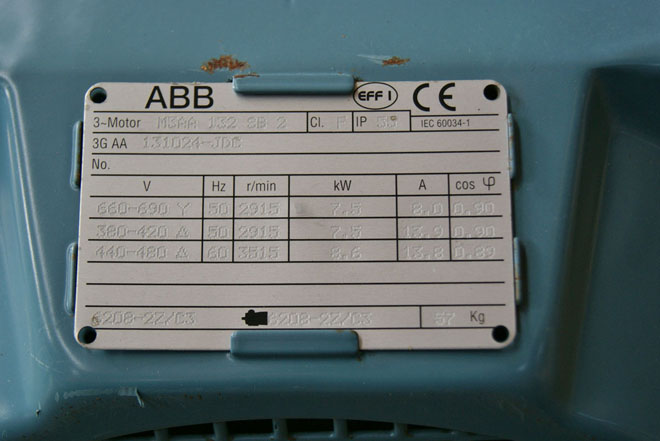 ABB EFF I CE
3~Motor M3AA 132 SB 2 Cl. F IP 55 IEC 60034-1
3G AA 131024-JDC
No.
V Hz r/min kW A cos φ
660-690 Y 50 2915 7.5 8.0 0.90
380-420 Δ 50 2915 7.5 13.9 0.90
440-480 Δ 60 3515 8.6 13.8 0.89
6208-2Z/C3 6208-2Z/C3 57 Kg